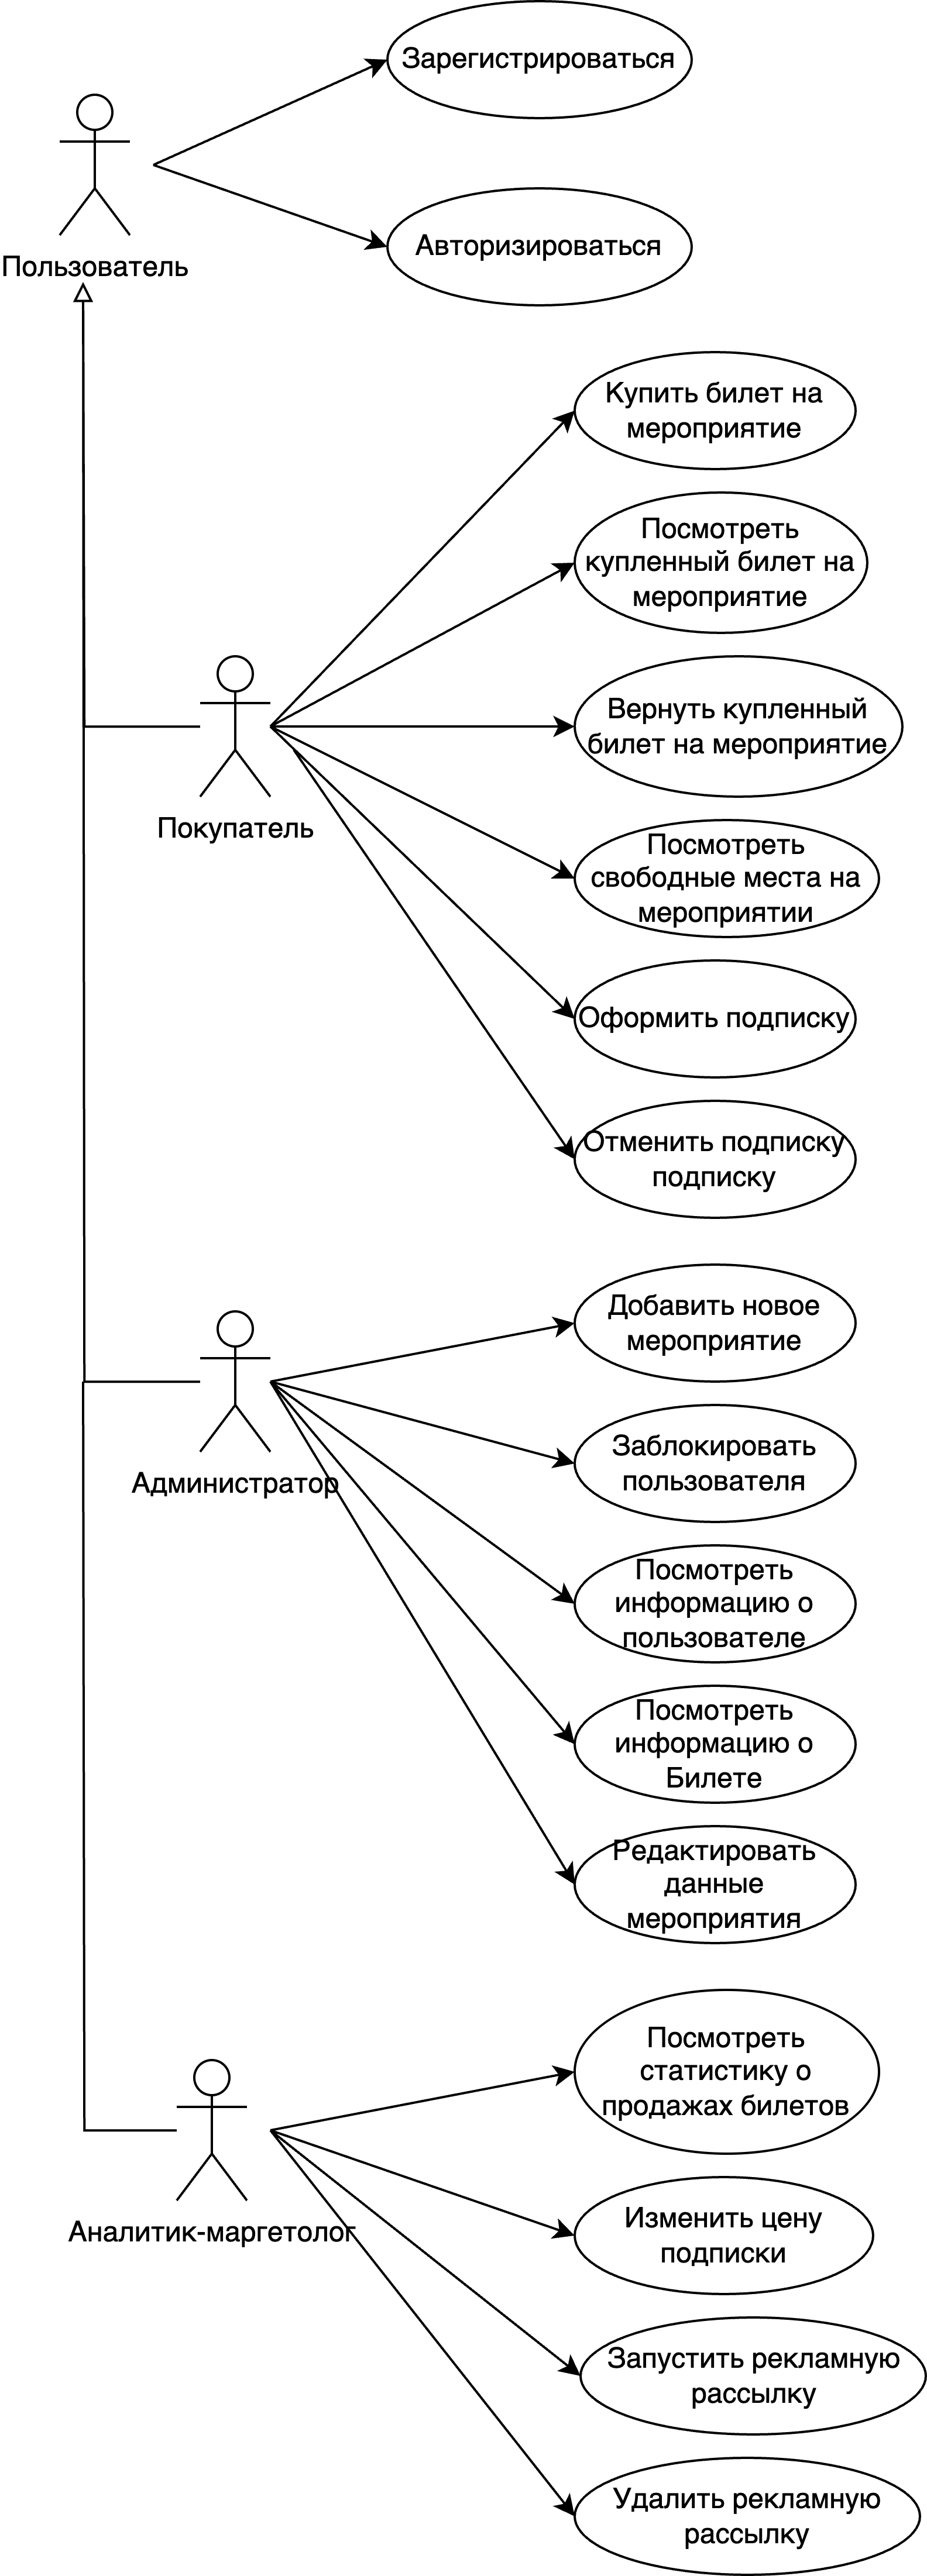 Зарегистрироваться
Авторизироваться
Пользователь
Купить билет на
мероприятие
Посмотреть
купленный билет на
мероприятие
Вернуть купленный
билет на мероприятие
Покупатель
Посмотреть
свободные места на
мероприятии
Оформить подписку
Отменить подписку
подписку
Добавить новое
мероприятие
Заблокировать
пользователя
Администратор
Посмотреть
информацию о
пользователе
Посмотреть
информацию о
Билете
Редактировать
данные
мероприятия
Посмотреть
статистику о
продажах билетов
Аналитик-маргетолог
Изменить цену
подписки
Запустить рекламную
рассылку
Удалить рекламную
рассылку